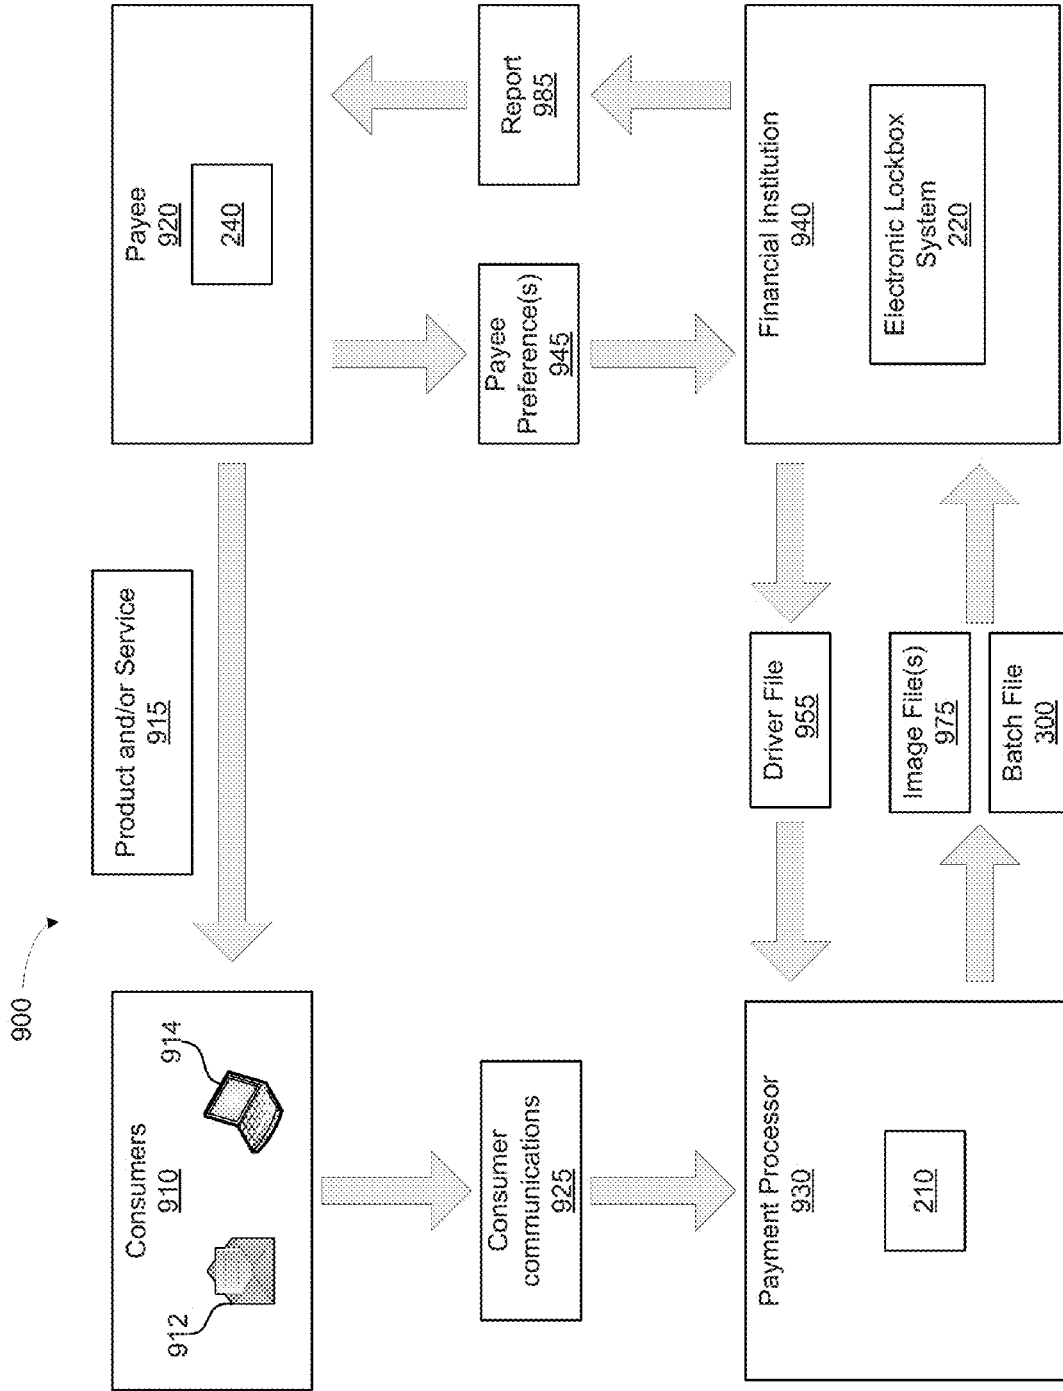 900
Consumers
910
912
914
Product and/or Service
915
Payee
920
240
Consumer
communications
925
Payee
Preference(s)
945
Report
985
Payment Processor
930
210
Driver File
955
Image File(s)
975
Batch File
300
Financial Institution
940
Electronic Lockbox
System
220